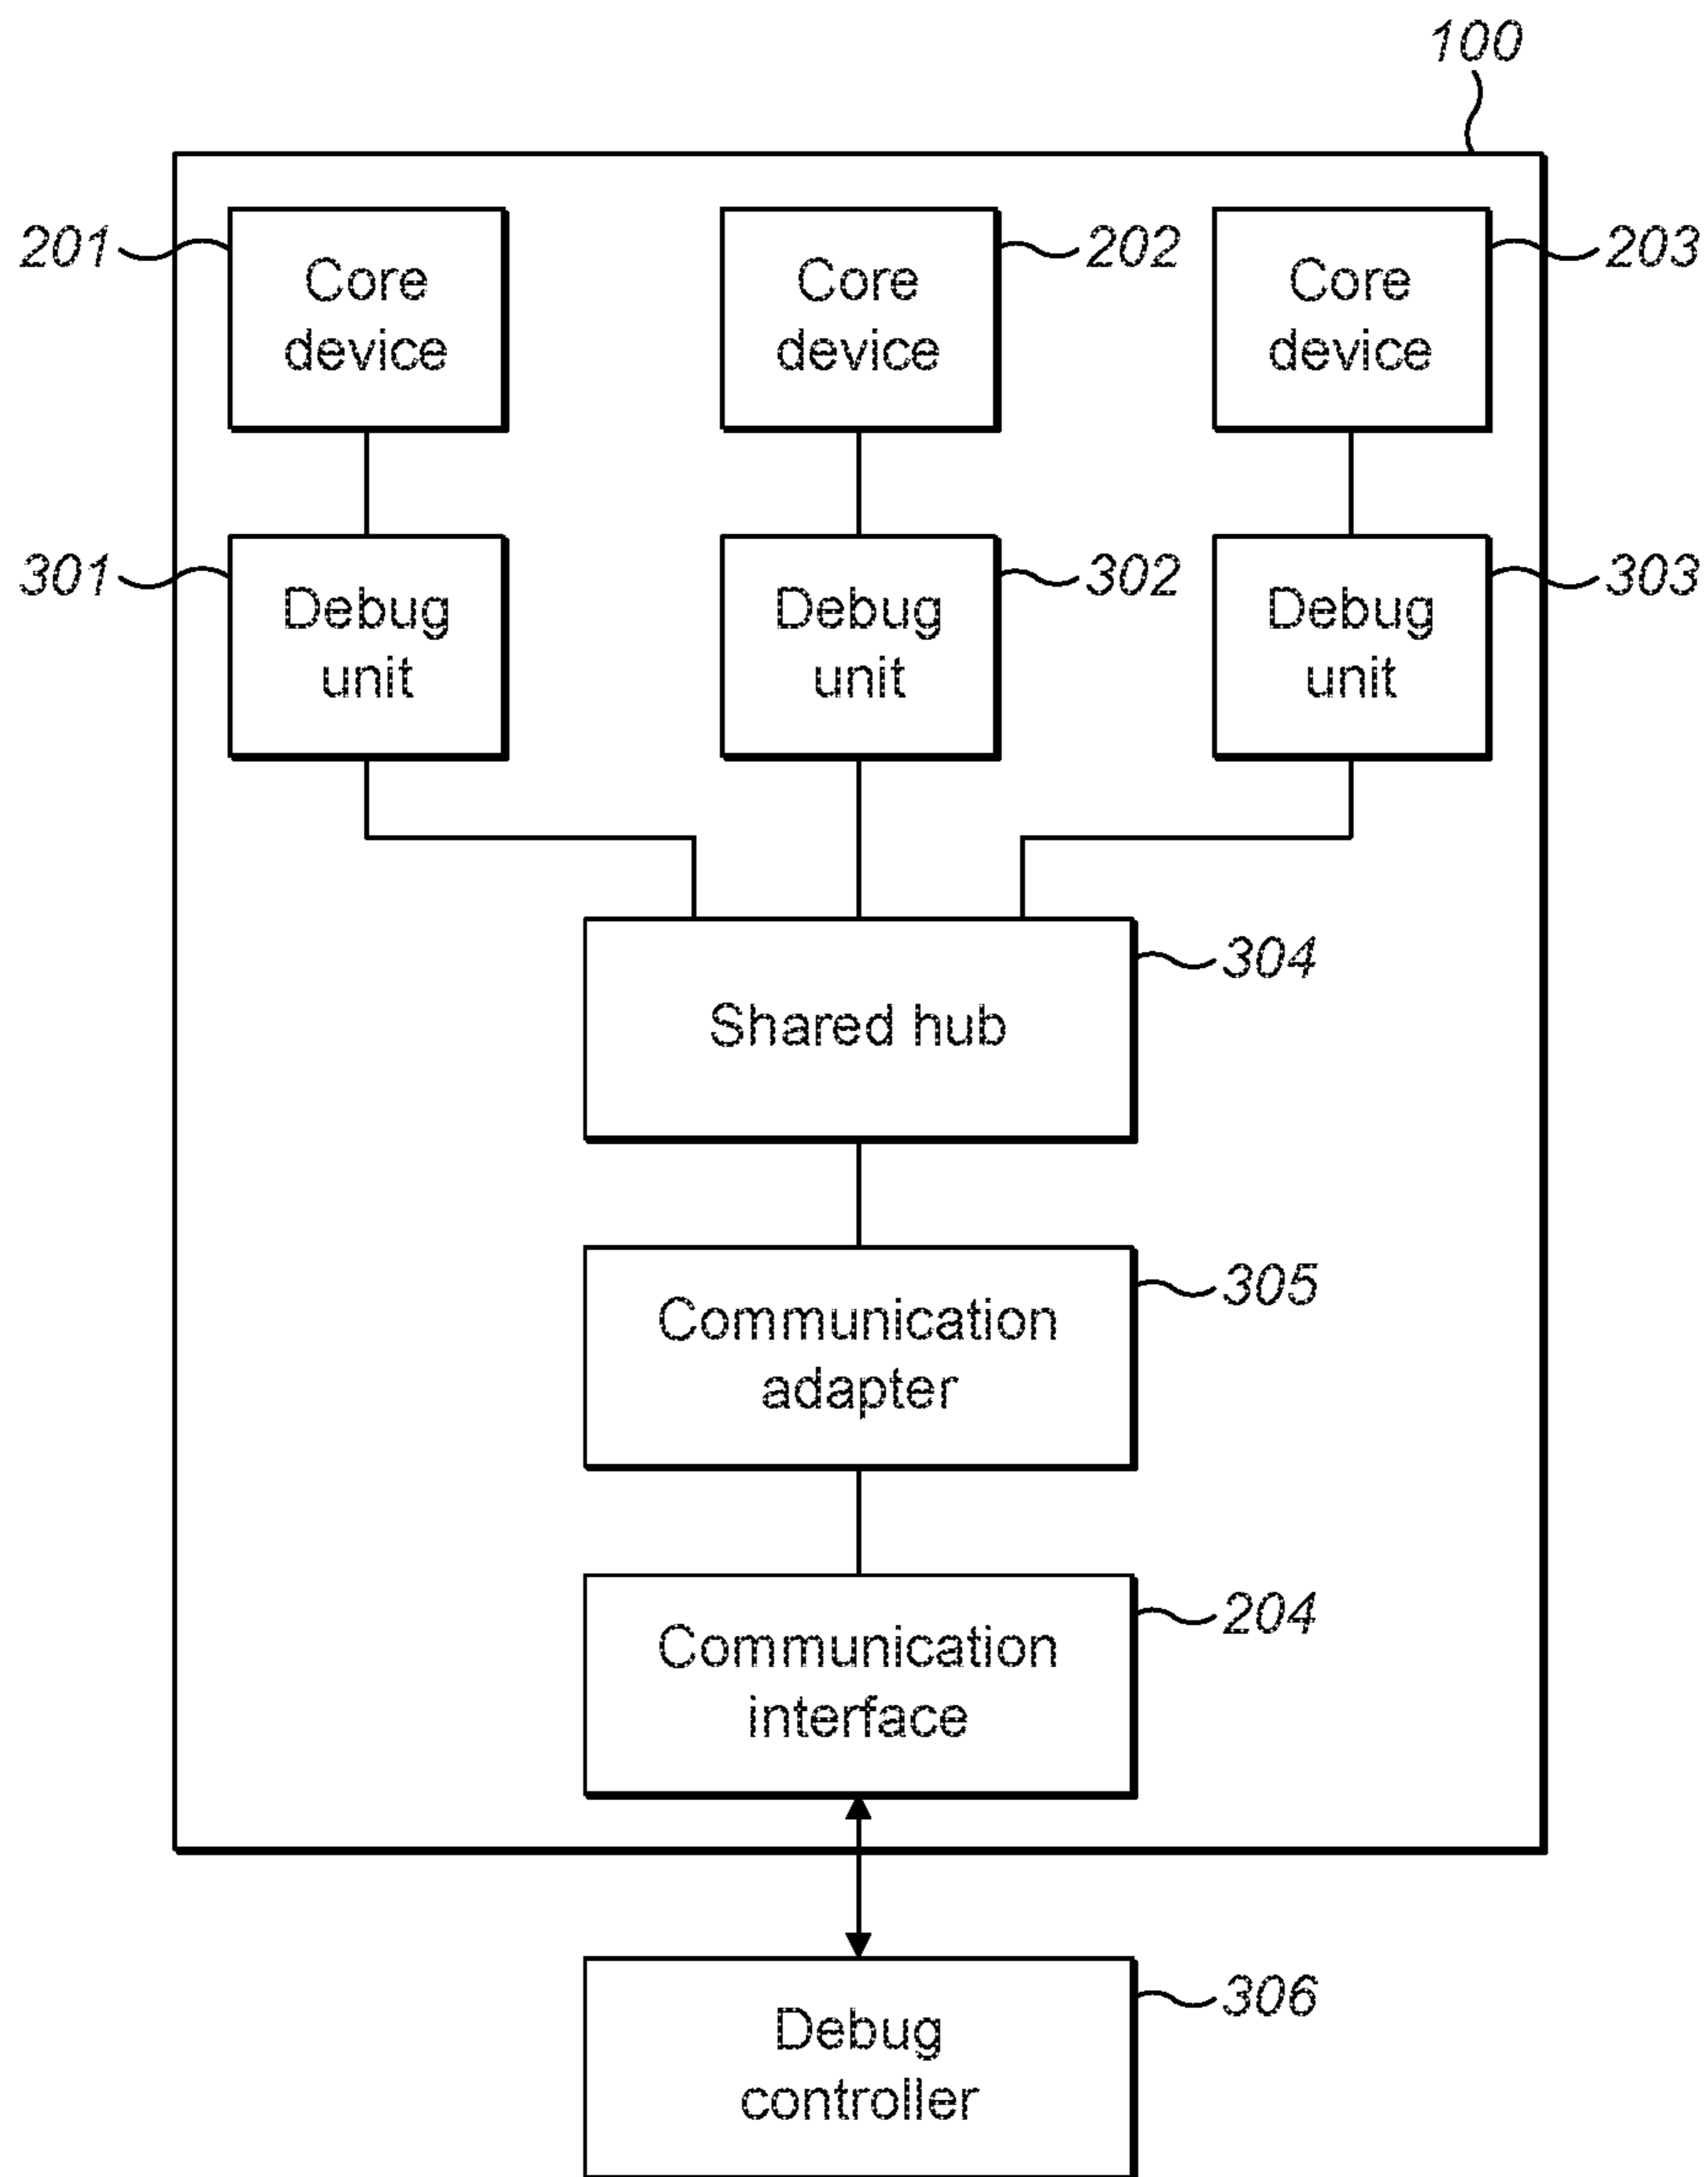 100
201
Core
device
Core
device
202
Core
device
203
301
Debug
unit
Debug
unit
302
Debug
unit
303
Shared hub
304
Communication
adapter
305
Communication
interface
204
Debug
controller
306